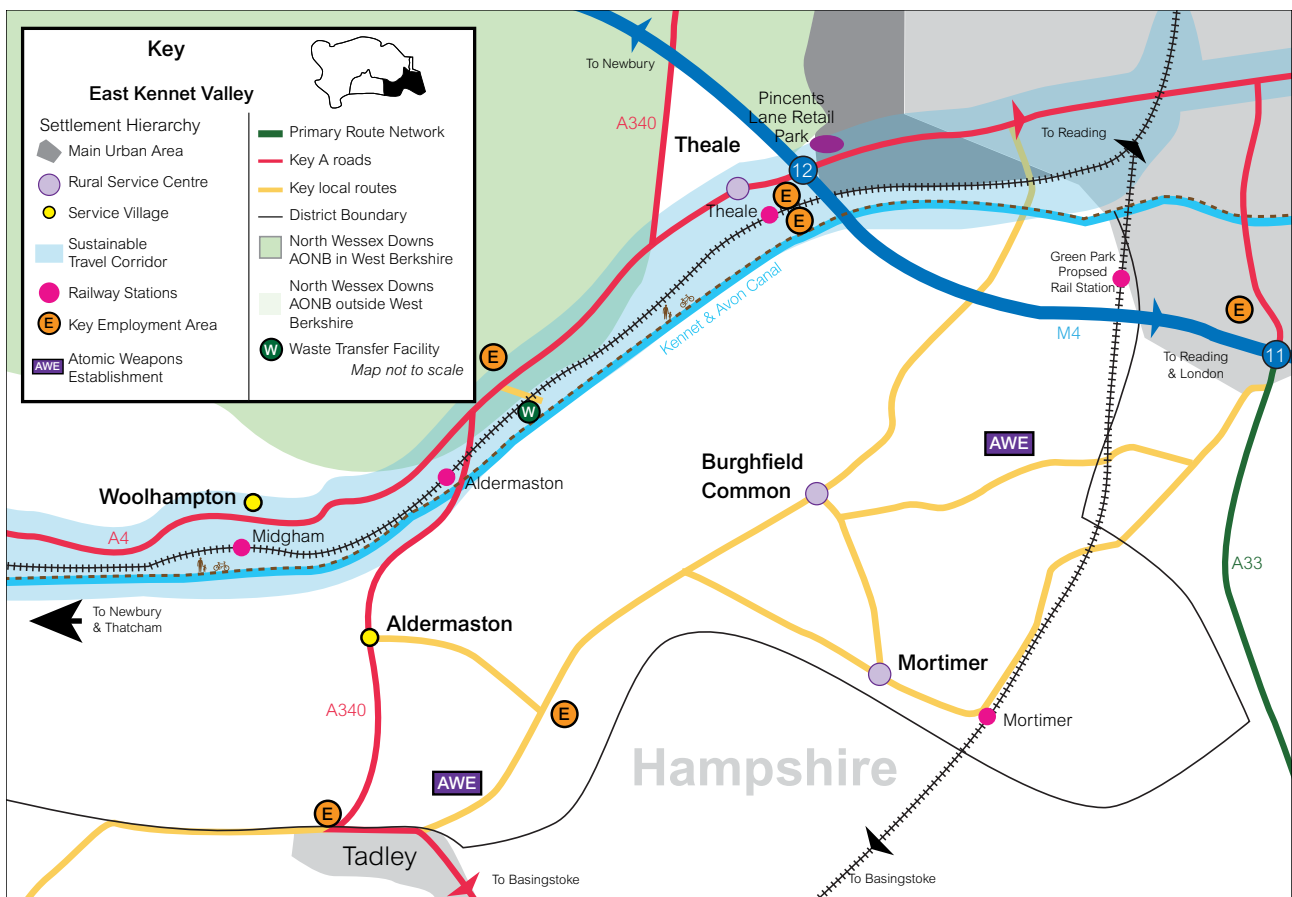 Key
East Kennet Valley
Settlement Hierarchy
Main Urban Area
Rural Service Centre
Service Village
Sustainable
Travel Corridor
Railway Stations
E
Key Employment Area
AWE
Atomic Weapons
Establishment
Primary Route Network
Key A roads
Key local routes
District Boundary
North Wessex Downs
AONB in West Berkshire
North Wessex Downs
AONB outside West
Berkshire
W
Waste Transfer Facility
Map not to scale
To Newbury
A340
Pincents
Lane Retail
Park
Theale
12
To Reading
E
Theale
E
Green Park
Propsed
Rail Station
Kennet & Avon Canal
E
M4
11
To Reading
& London
E
W
AWE
Burghfield
Common
Aldermaston
Woolhampton
A4
Midgham
A33
To Newbury
& Thatcham
Aldermaston
Mortimer
A340
E
Mortimer
Hampshire
AWE
E
Tadley
To Basingstoke
To Basingstoke